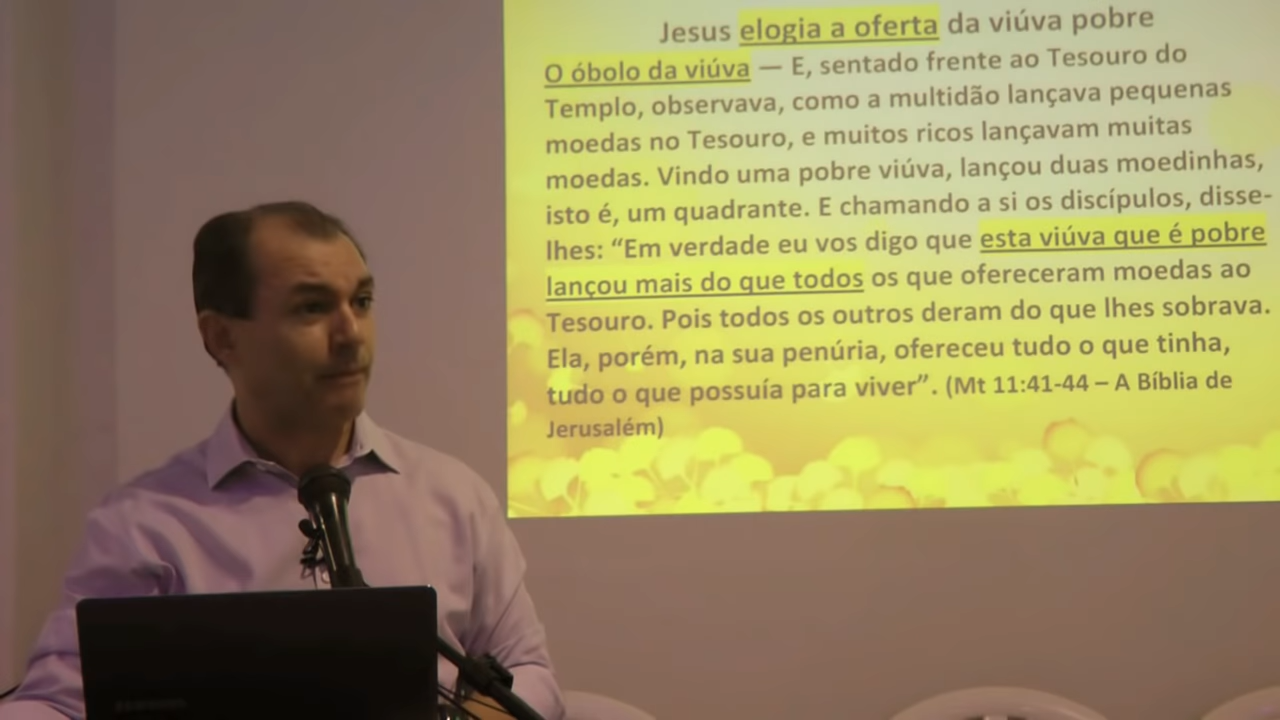 Jesus elogia a oferta da viúva pobre
O óbolo da viúva — E, sentado frente ao Tesouro do
Templo, observava, como a multidão lançava pequenas
moedas no Tesouro, e muitos ricos lançavam muitas
moedas. Vindo uma pobre viúva, lançou duas moedinhas,
isto é, um quadrante. E chamando a si os discípulos, disse-
lhes: “Em verdade eu vos digo que esta viúva que é pobre
lançou mais do que todos os que ofereceram moedas ao
Tesouro. Pois todos os outros deram do que lhes sobrava.
Ela, porém, na sua penúria, ofereceu tudo o que tinha,
tudo o que possuía para viver”. (Mt 11:41-44 – A Bíblia de
Jerusalém)